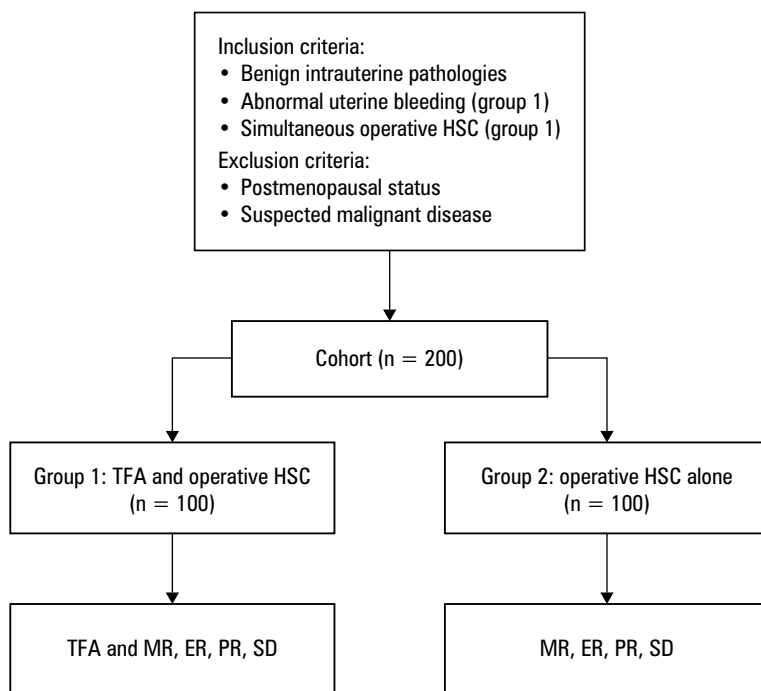 Inclusion criteria:
• Benign intrauterine pathologies
• Abnormal uterine bleeding (group 1)
• Simultaneous operative HSC (group 1)
Exclusion criteria:
• Postmenopausal status
• Suspected malignant disease
Cohort (n = 200)
Group 1: TFA and operative HSC
(n = 100)
Group 2: operative HSC alone
(n = 100)
TFA and MR, ER, PR, SD
MR, ER, PR, SD